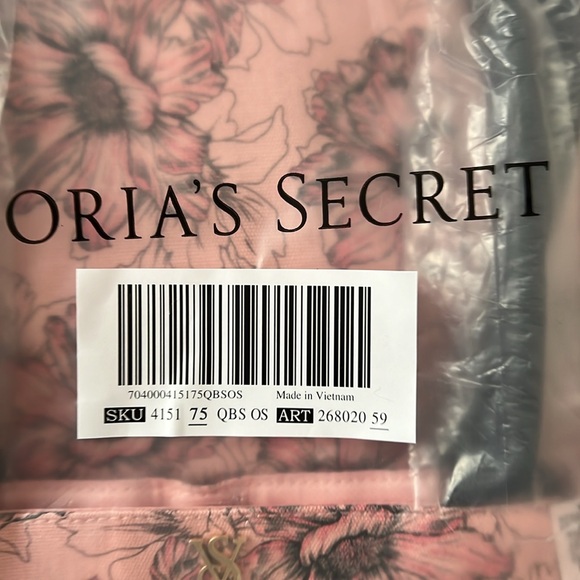 ORIA'S SECRET
704000415175QBSOS Made in Vietnam
SKU 4151 75 QBS OS ART 268020 59